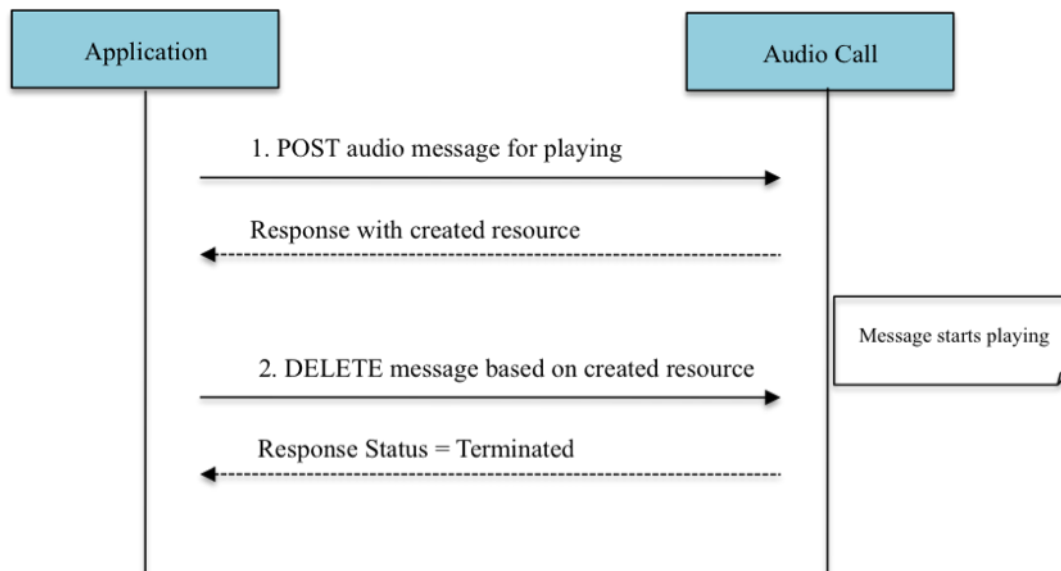 Application
Audio Call
1. POST audio message for playing
Response with created resource
Message starts playing
2. DELETE message based on created resource
Response Status = Terminated